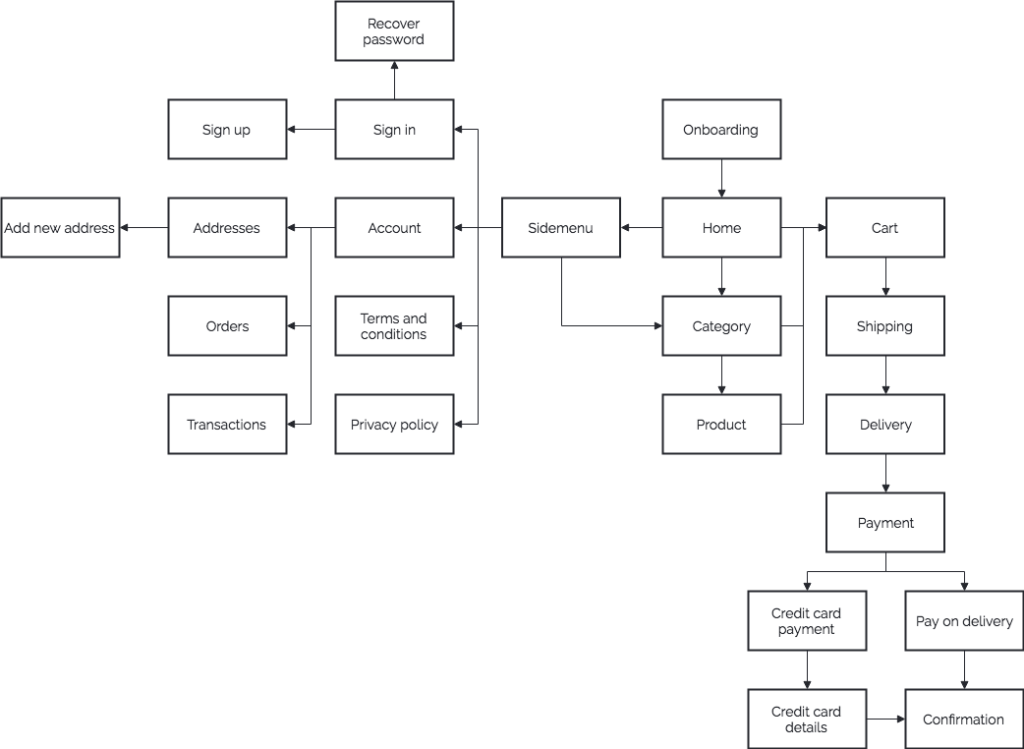 Recover
password
Sign up
Sign in
Onboarding
Add new address
Addresses
Account
Sidemenu
Home
Cart
Orders
Terms and
conditions
Category
Shipping
Transactions
Privacy policy
Product
Delivery
Payment
Credit card
payment
Pay on delivery
Credit card
details
Confirmation